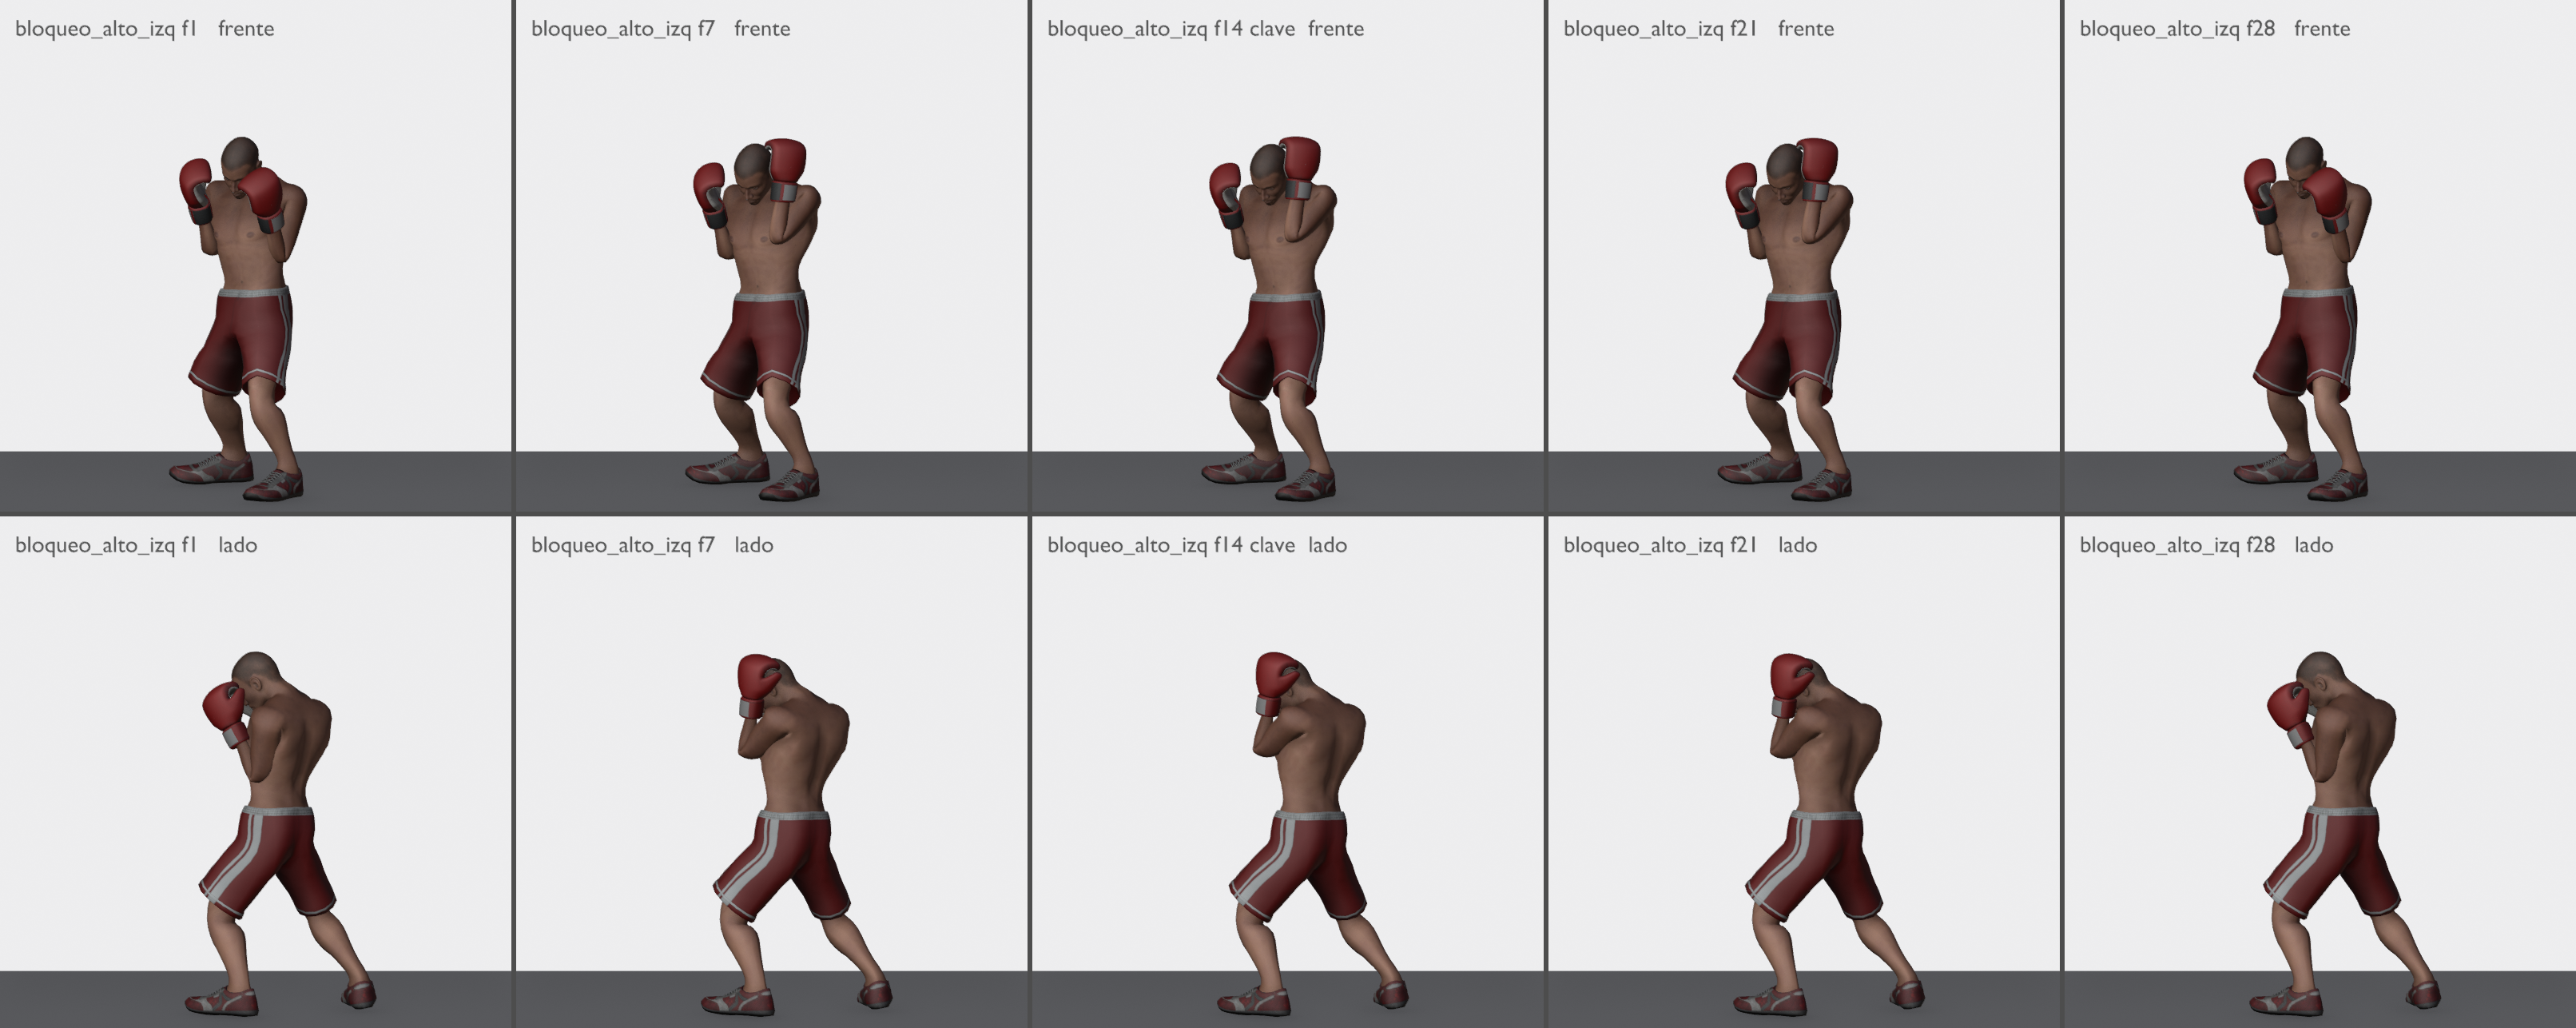 bloqueo_alto_izq f1 frente
bloqueo_alto_izq f7 frente
bloqueo_alto_izq f14 clave frente
bloqueo_alto_izq f21 frente
bloqueo_alto_izq f28 frente
bloqueo_alto_izq f1 lado
bloqueo_alto_izq f7 lado
bloqueo_alto_izq f14 clave lado
bloqueo_alto_izq f21 lado
bloqueo_alto_izq f28 lado